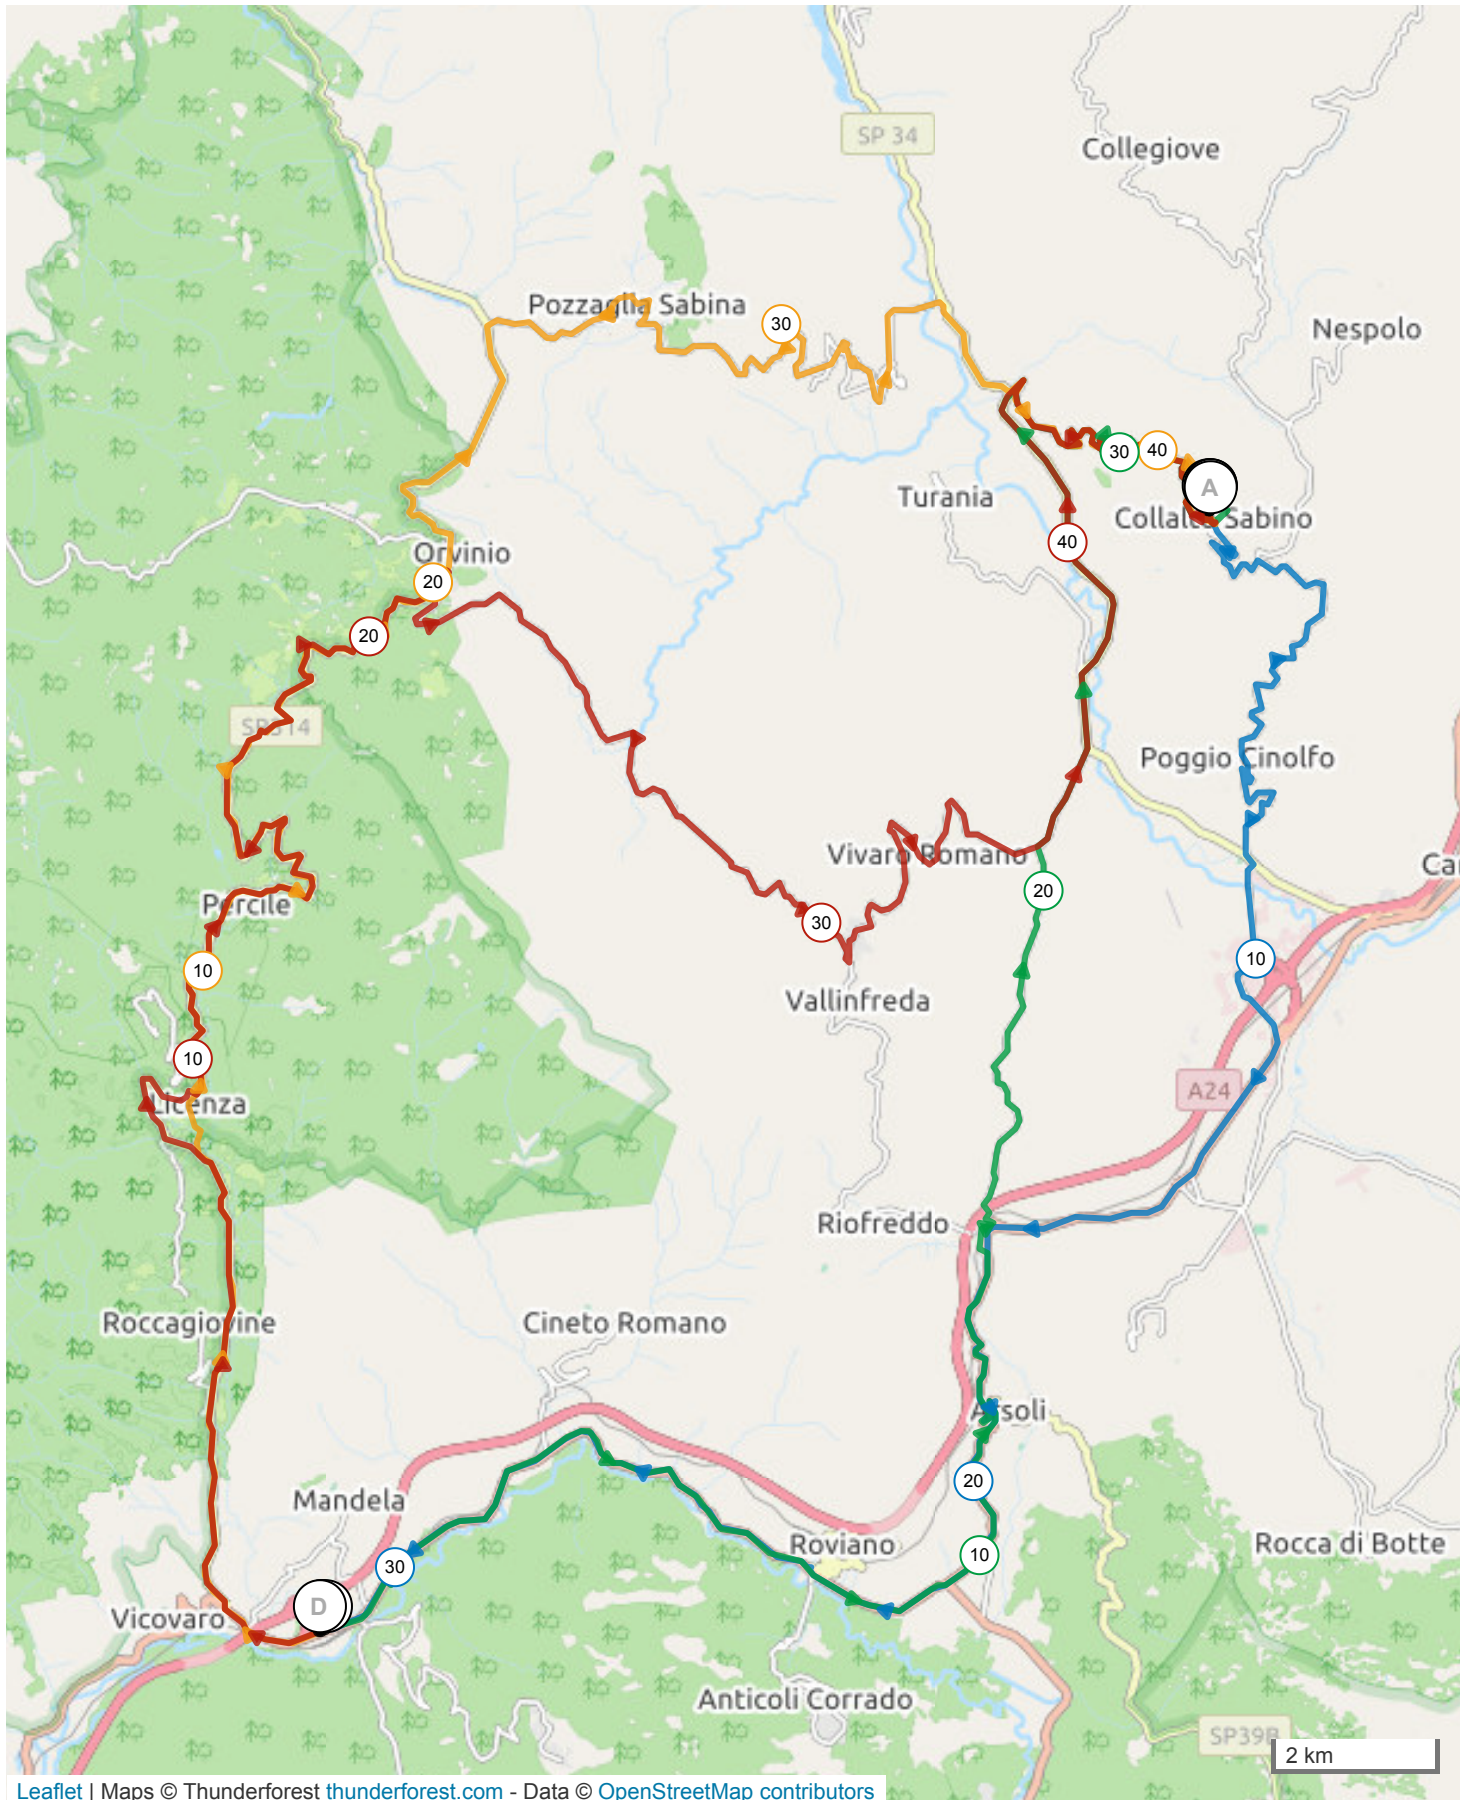 SP 34
Collegiove
Pozzaglia Sabina
30
Nespolo
30
40
A
Turania
Collalto Sabino
40
Orvinio
20
20
SP314
Poggio Cinolfo
Vivaro Romano
Percile
20
30
10
10
Vallinfreda
10
A24
Licenza
Riofreddo
Roccagiovine
Cineto Romano
Arsoli
20
Mandela
Roviano
Rocca di Botte
10
30
D
Vicovaro
Anticoli Corrado
SP39B
2 km
Leaflet | Maps © Thunderforest thunderforest.com - Data © OpenStreetMap contributors